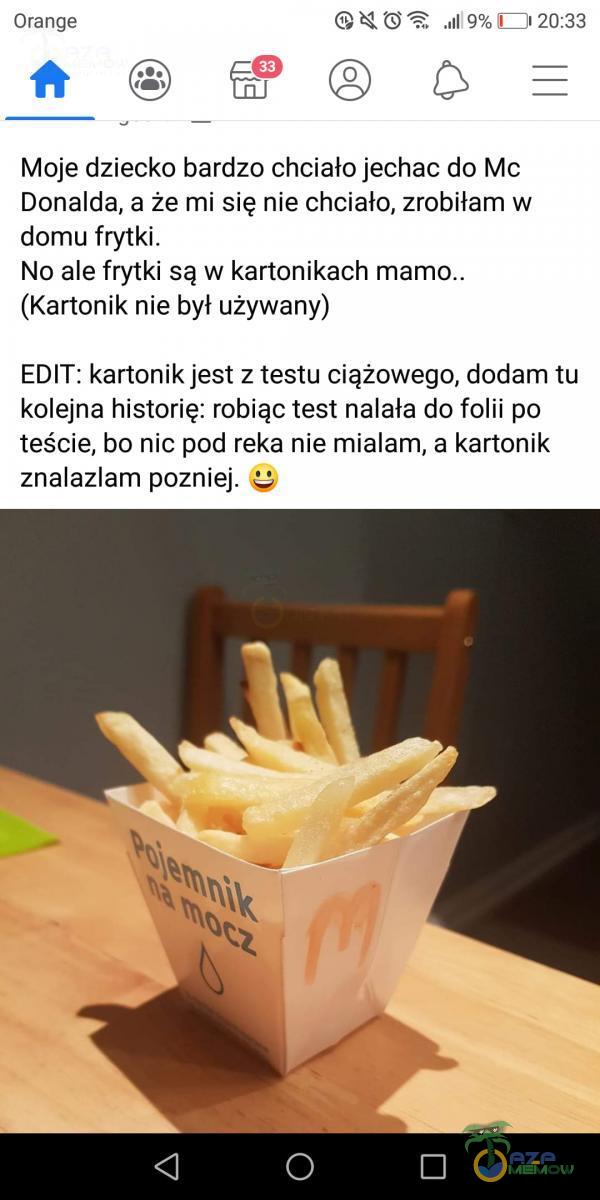 Orange
9% 20:33
33
Moje dziecko bardzo chciało jechac do Mc
Donalda, a że mi się nie chciało, zrobiłam w
domu frytki.
No ale frytki są w kartonikach mamo..
(Kartonik nie był używany)
EDIT: kartonik jest z testu ciążowego, dodam tu
kolejna historię: robiąc test nalała do folii po
teście, bo nic pod reka nie mialam, a kartonik
znalazlam pozniej. 😃
Pojemnik
na mocz
M
oaze
MEMÓW